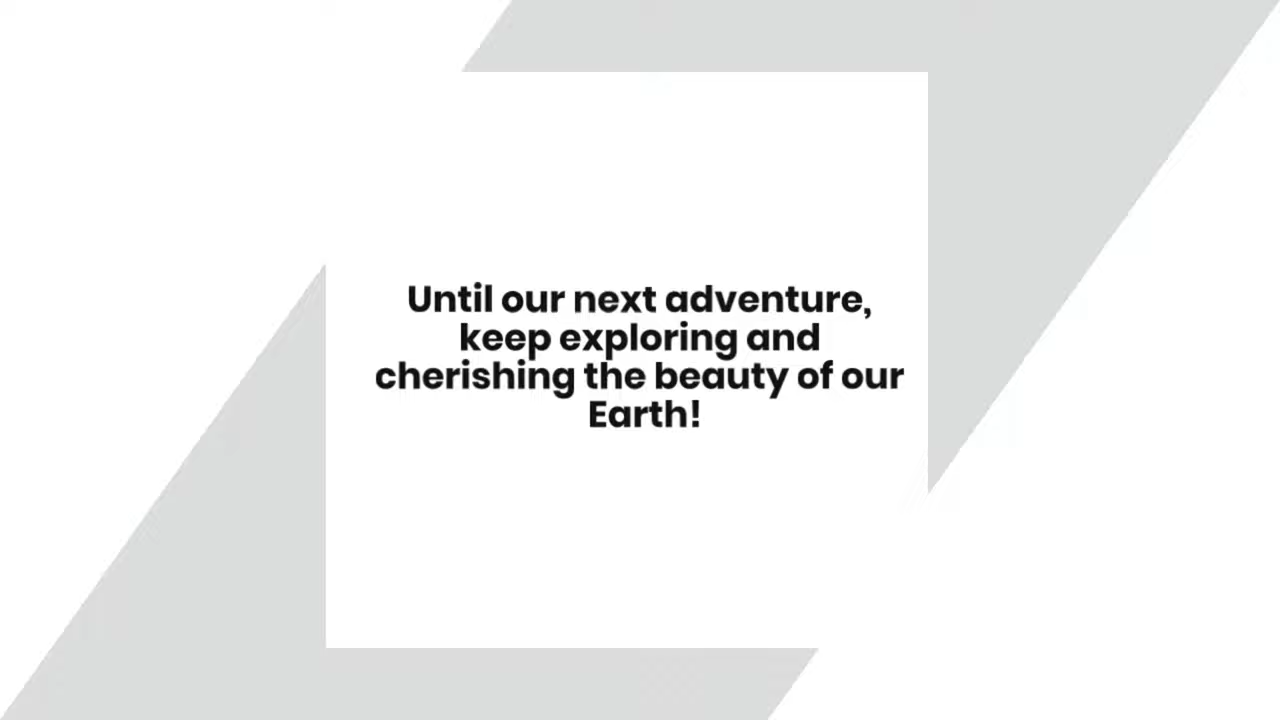 Until our next adventure,
keep exploring and
cherishing the beauty of our
Earth!